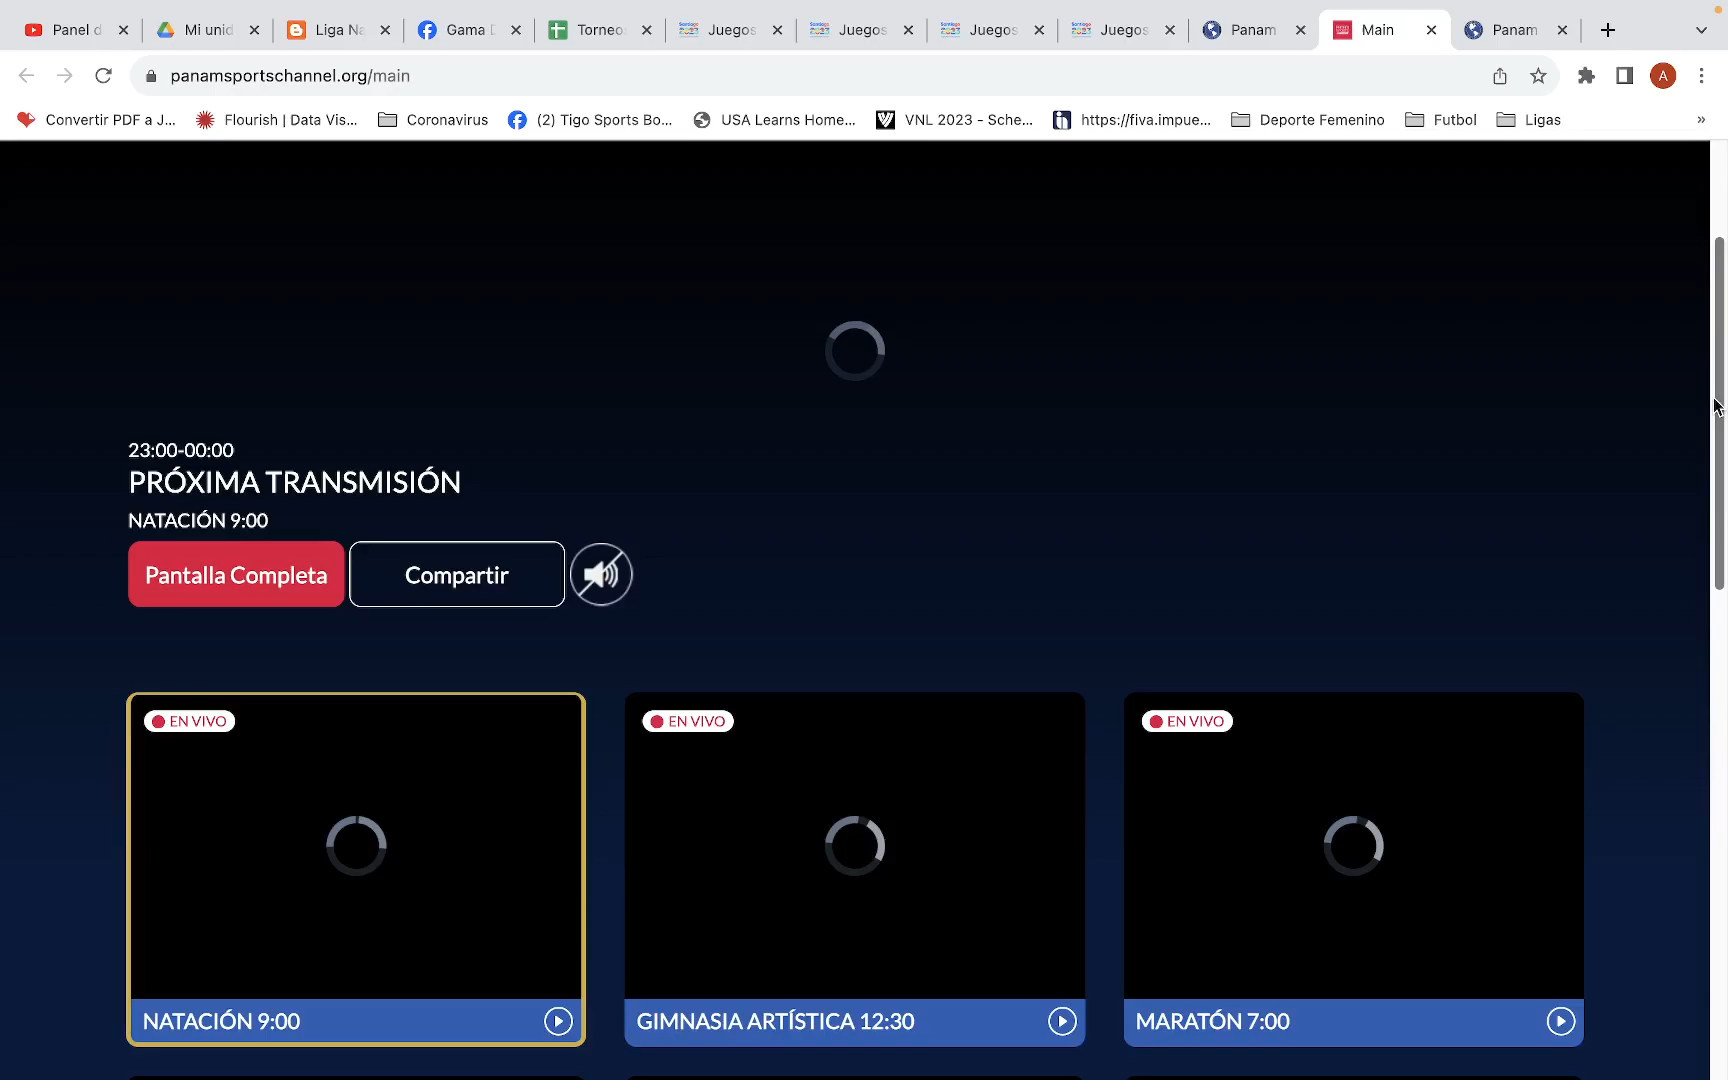 Panel d
Mi unid
Liga Na
Gama D
Torneo
Juegos
Juegos
Juegos
Juegos
Panam
Main
Panam
panamsportschannel.org/main
A
Convertir PDF a J...
Flourish | Data Vis...
Coronavirus
(2) Tigo Sports Bo...
USA Learns Home...
VNL 2023 - Sche...
https://fiva.impue...
Deporte Femenino
Futbol
Ligas
»
23:00-00:00
PRÓXIMA TRANSMISIÓN
NATACIÓN 9:00
Pantalla Completa
Compartir
EN VIVO
EN VIVO
EN VIVO
NATACIÓN 9:00
GIMNASIA ARTÍSTICA 12:30
MARATÓN 7:00